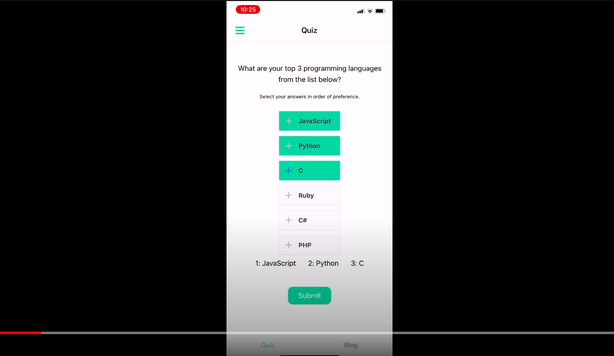 10:25
Quiz
What are your top 3 programming languages
from the list below?
Select your answers in order of preference.
JavaScript
Python
C
Ruby
C#
PHP
1: JavaScript 2: Python 3: C
Submit
Quiz Blog